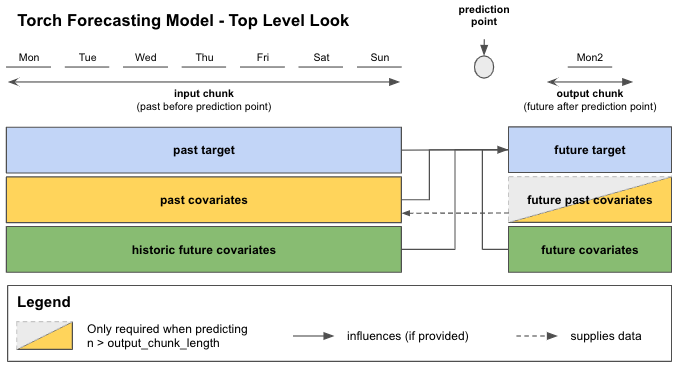 Torch Forecasting Model - Top Level Look
prediction
point
Mon Tue Wed Thu Fri Sat Sun Mon2
input chunk
(past before prediction point)
output chunk
(future after prediction point)
past target
future target
past covariates
future past covariates
historic future covariates
future covariates
Legend
Only required when predicting
n > output_chunk_length
influences (if provided)
supplies data